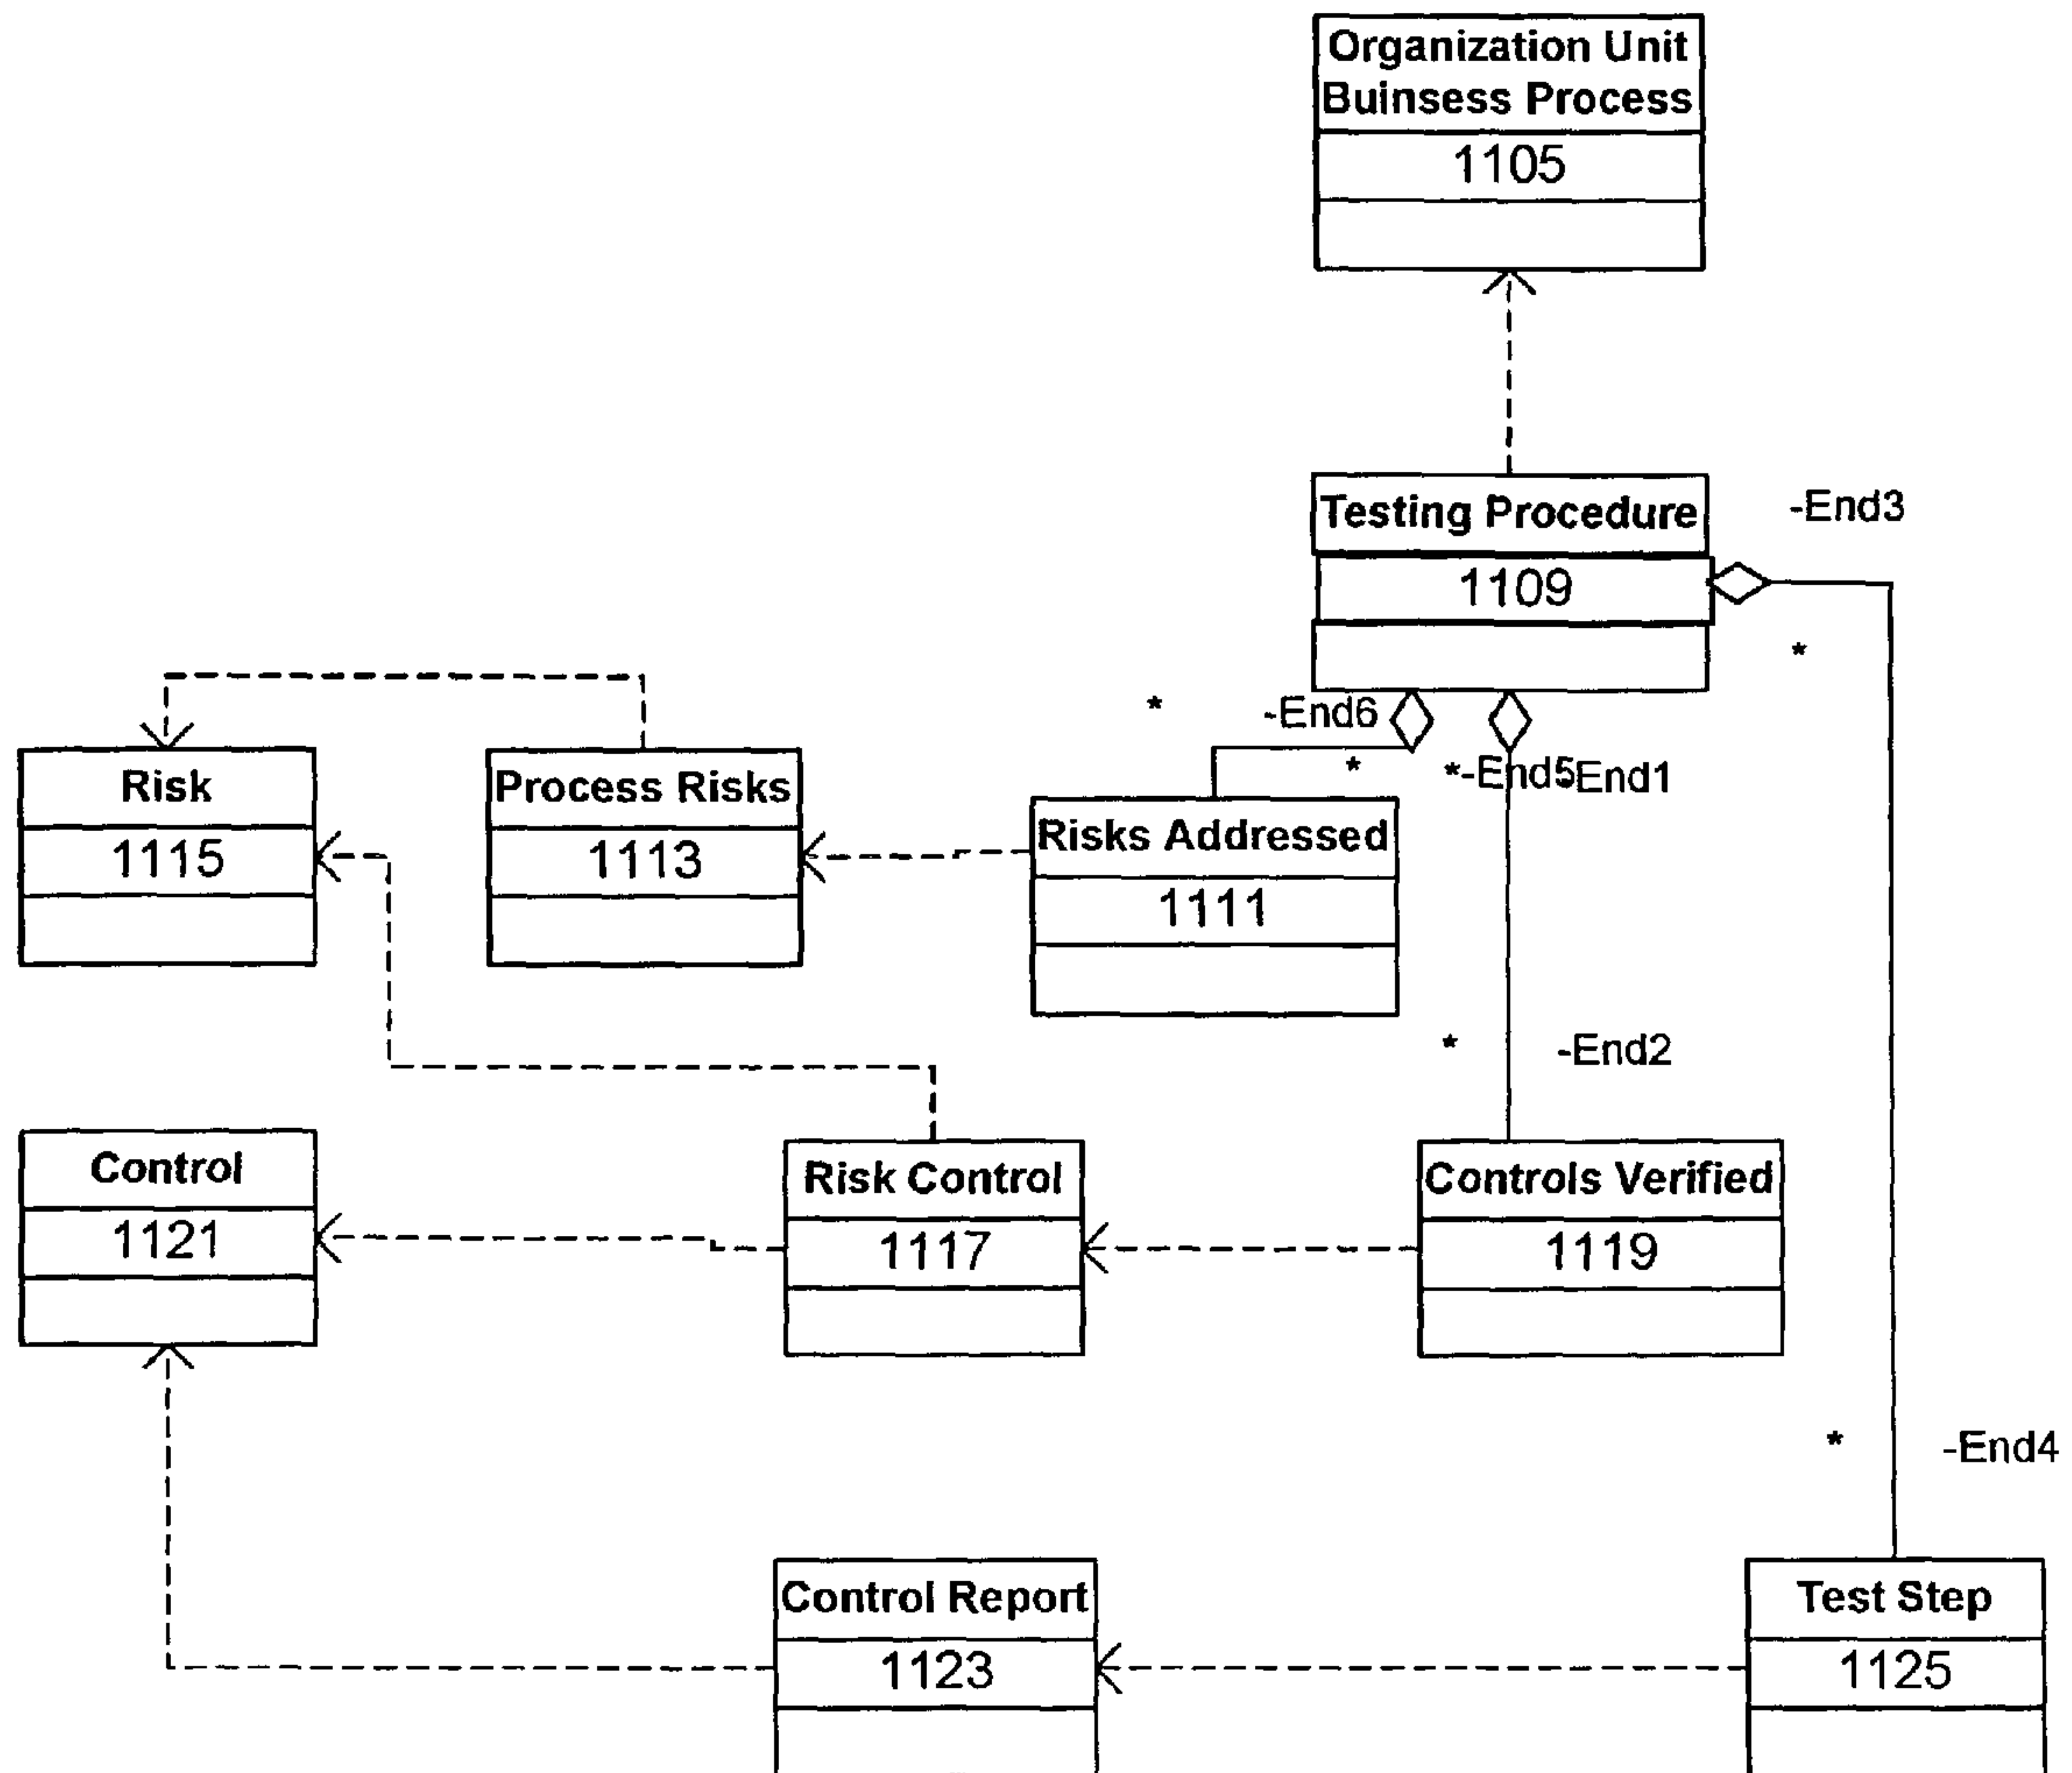 Organization Unit
Buinsess Process
1105
Testing Procedure
-End3
1109
*
*
-End6
*
*-End5End1
Risk
1115
Process Risks
1113
Risks Addressed
1111
*
-End2
Control
1121
Risk Control
1117
Controls Verified
1119
*
-End4
Control Report
1123
Test Step
1125